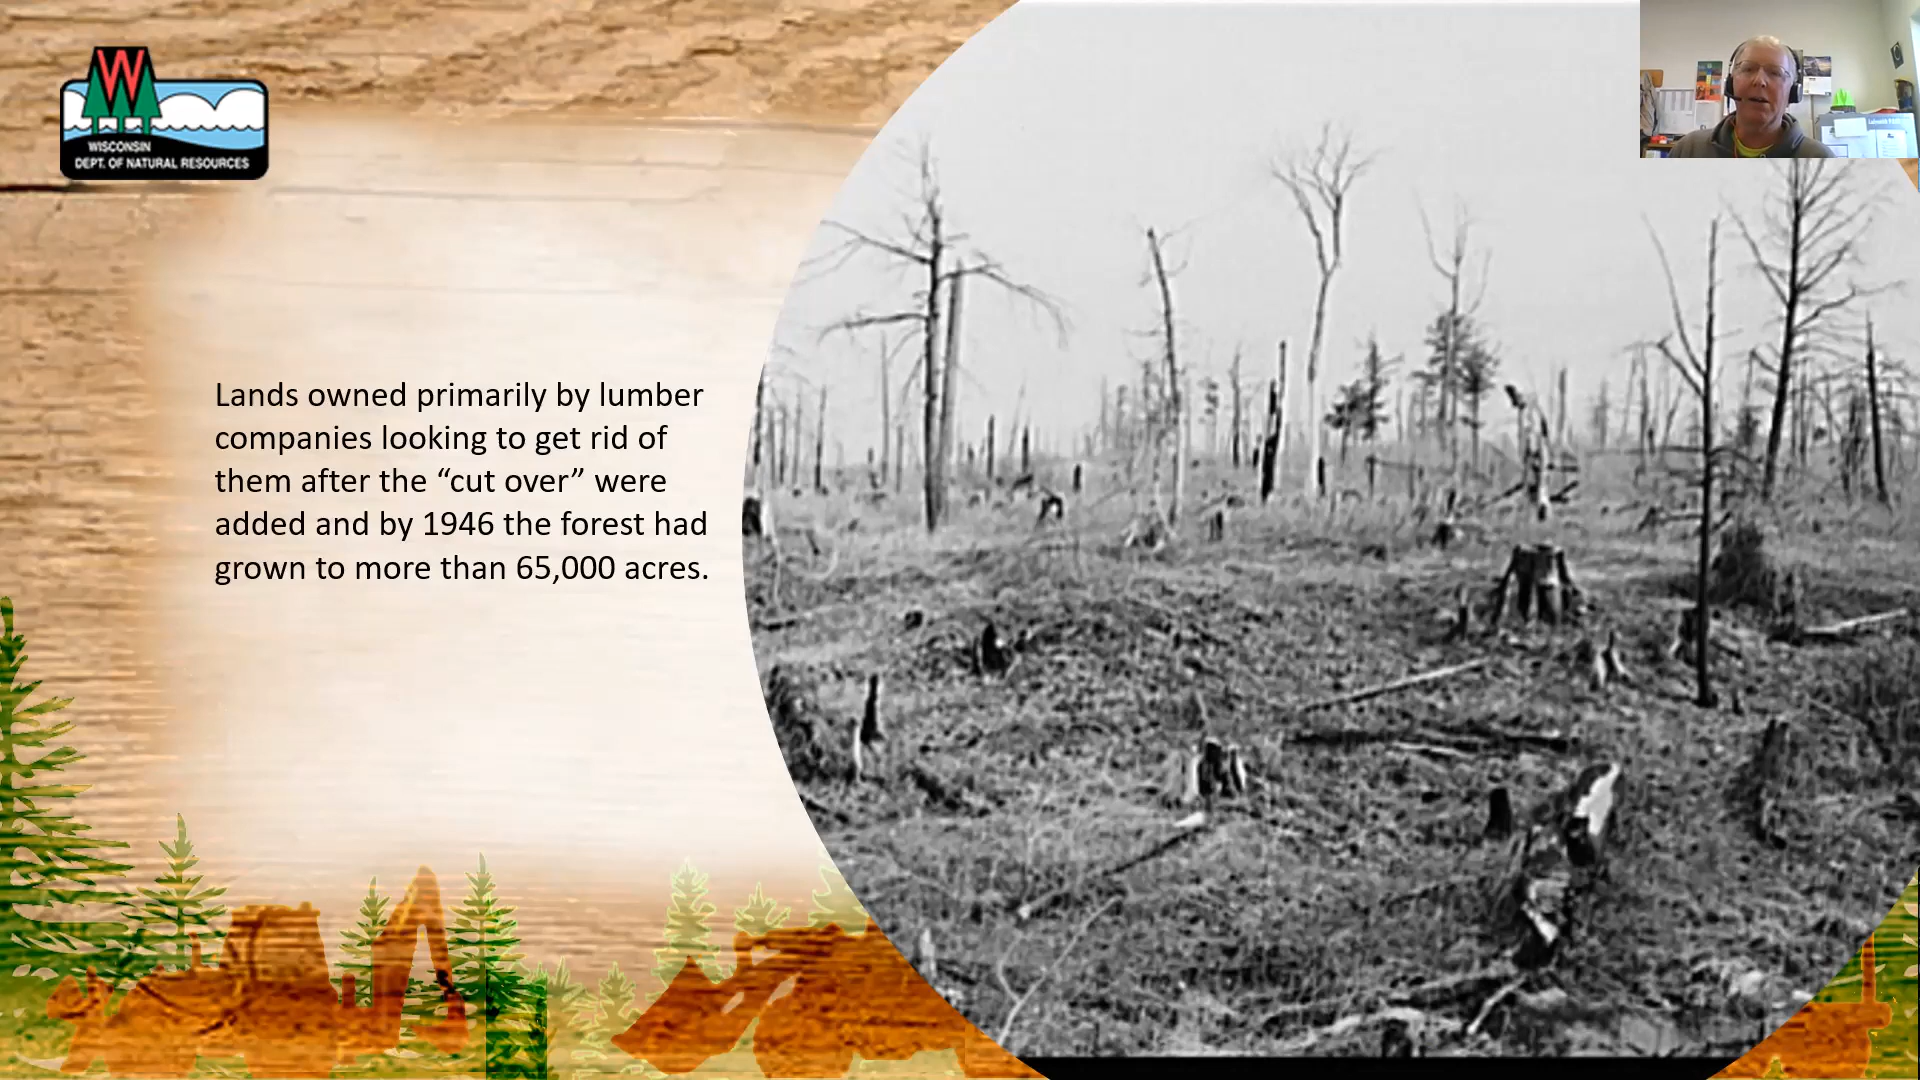 W
WISCONSIN
DEPT. OF NATURAL RESOURCES
Lands owned primarily by lumber
companies looking to get rid of
them after the “cut over” were
added and by 1946 the forest had
grown to more than 65,000 acres.